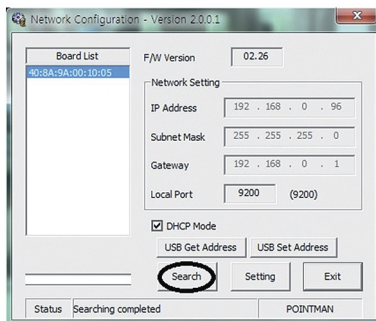 Network Configuration - Version 2.0.0.1
Board List
40:8A:9A:00:10:05
F/W Version 02.26
Network Setting
IP Address 192 . 168 . 0 . 96
Subnet Mask 255 . 255 . 255 . 0
Gateway 192 . 168 . 0 . 1
Local Port 9200 (9200)
DHCP Mode
USB Get Address USB Set Address
Search Setting Exit
Status Searching completed POINTMAN